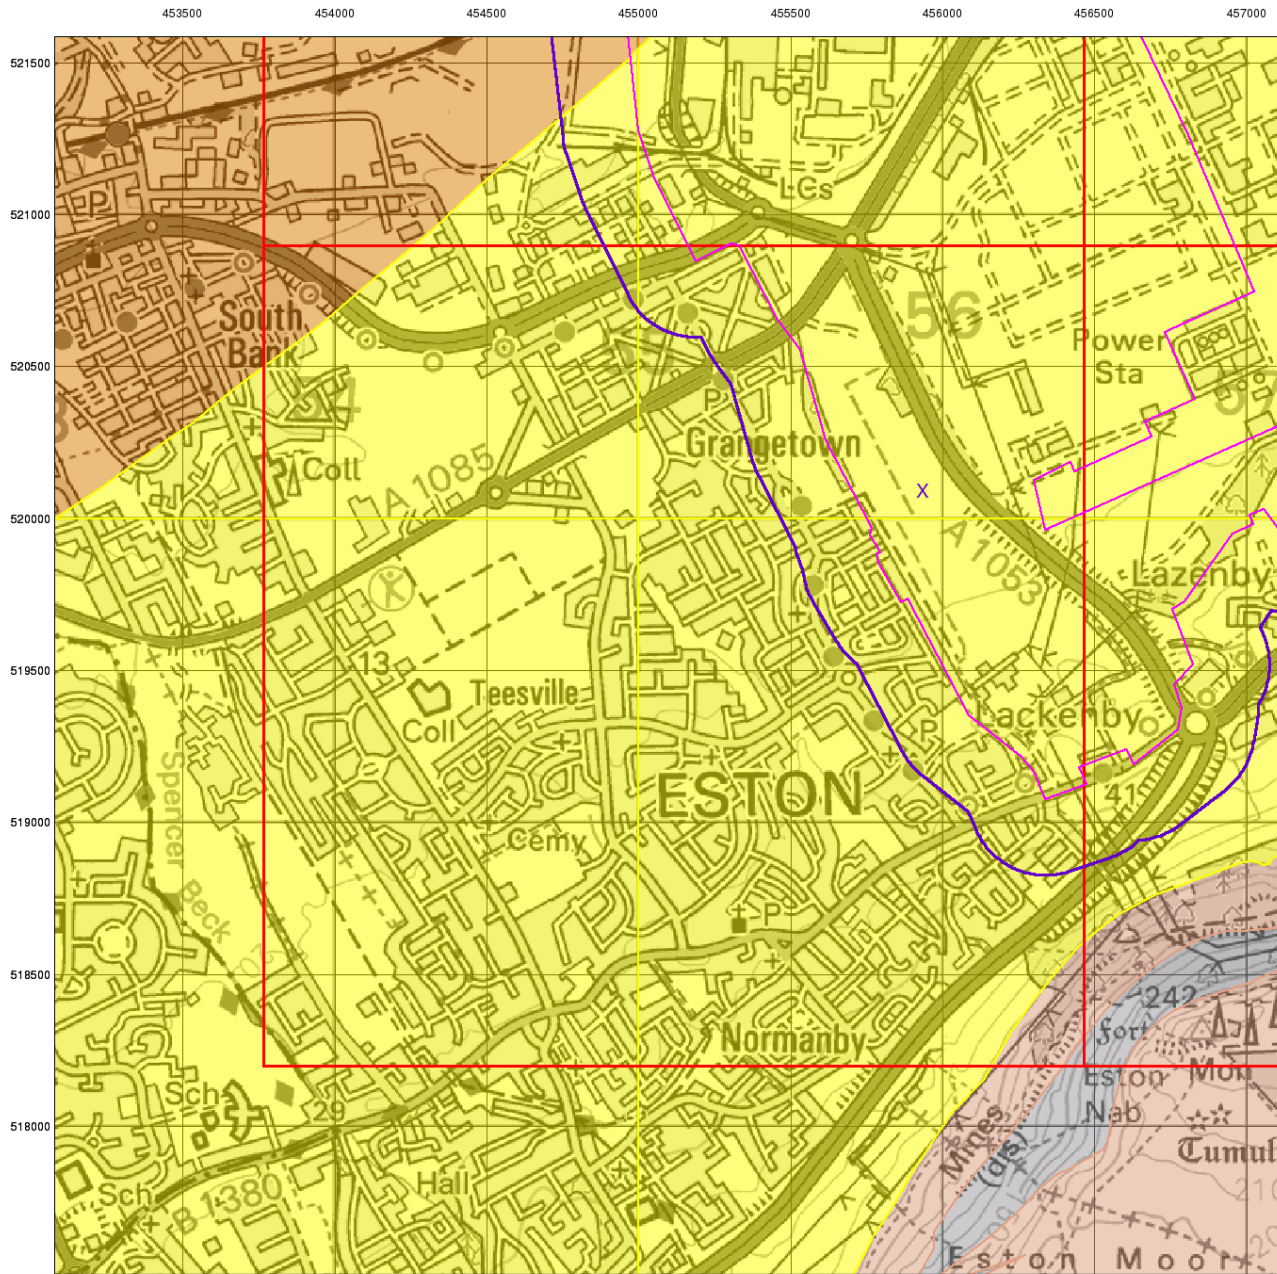 453500 454000 454500 455000 455500 456000 456500 457000
521500
521000
520500
520000
519500
519000
518500
518000
P
LCs
South
Bank
56
Power
Sta
54
P
Grangetown
57
Coll
A 1085
X
A 1053
Lazenby
13
Teesville
Coll
Lackenby
P
Spencer
Beck
ESTON
41
Cemy
P
242
Fort
Normanby
Eston
Nab
Mon
Sch
29
Mines
(dis)
Tumul
Hall
Sch
B 1380
Eston Moor